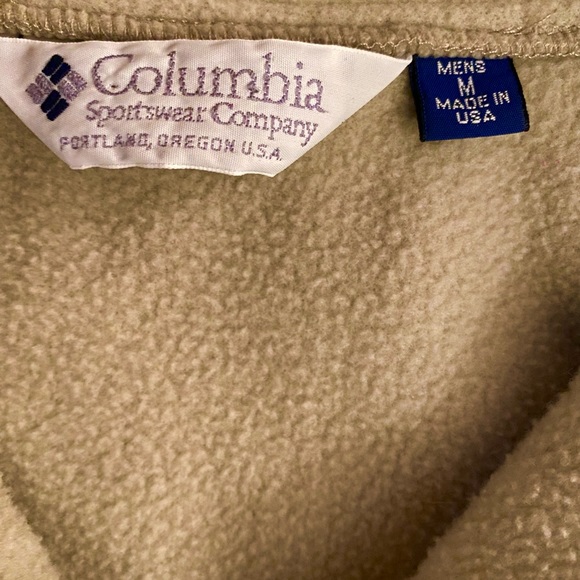 Columbia
Sportswear Company
PORTLAND, OREGON U.S.A.
MENS
M
MADE IN
USA